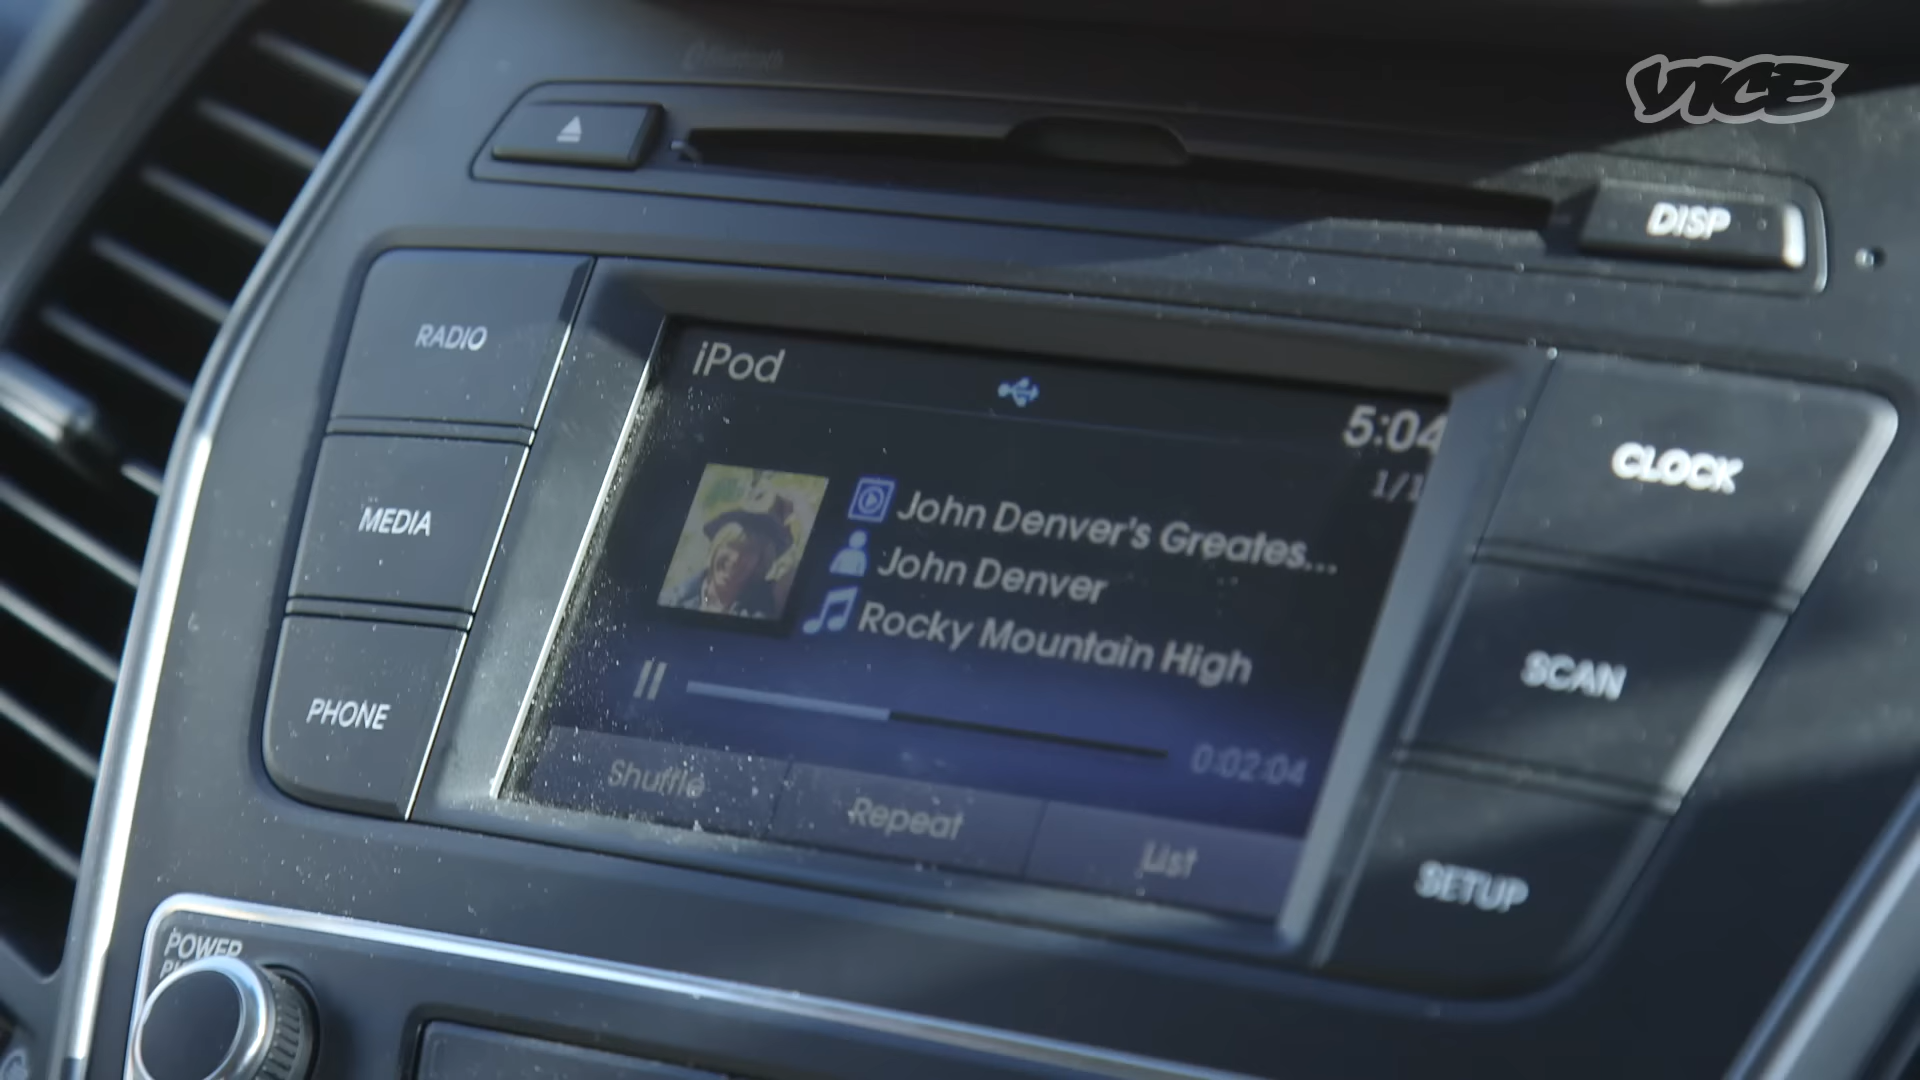 VICE
DISP
RADIO
iPod
5:04
CLOCK
1/1
MEDIA
John Denver's Greates...
John Denver
Rocky Mountain High
SCAN
PHONE
0:02:04
Shuffle
Repeat
List
SETUP
POWER